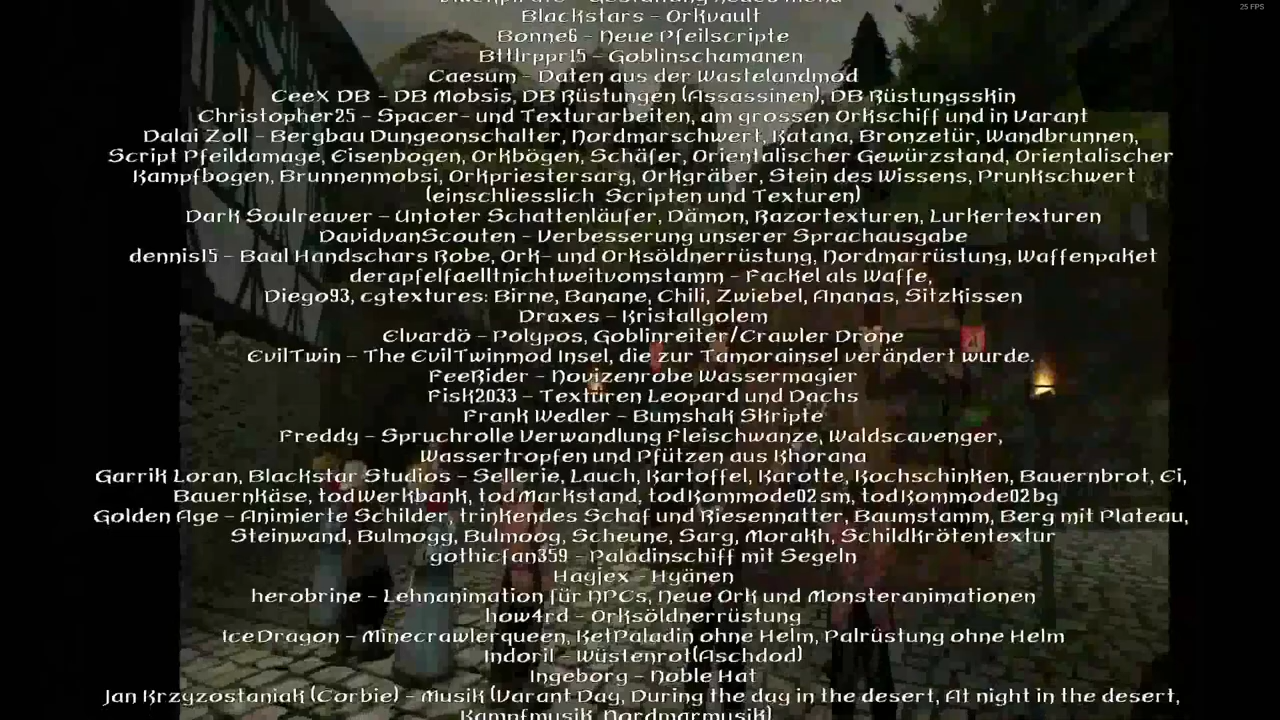 25 FPS
Blackstars - Orkvault
Bonne6 - Neue Pfeilscripte
Bttlrppr15 - Goblinschamanen
Caesum - Daten aus der Wastelandmod
CeeX DB - DB Mobsis, DB Rüstungen (Assassinen), DB Rüstungsskin
Christopher25 - Spacer- und Texturarbeiten, am grossen Orkschiff und in Varant
Dalai Zoll - Bergbau Dungeonschalter, Nordmarschwert, Katana, Bronzetür, Wandbrunnen,
Script Pfeildamage, Eisenbogen, Orkbögen, Schäfer, Orientalischer Gewürzstand, Orientalischer
Kampfbogen, Brunnenmobsi, Orkpriestersarg, Orkgräber, Stein des Wissens, Prunkschwert
(einschliesslich Scripten und Texturen)
Dark Soulreaver - Untoter Schattenläufer, Dämon, Razortexturen, Lurkertexturen
DavidvanScouten - Verbesserung unserer Sprachausgabe
dennis15 - Baal Handschars Robe, Ork- und Orksöldnerrüstung, Nordmarrüstung, Waffenpaket
derapfelfaelltnichtweitvomstamm - Fackel als Waffe,
Diego93, cgtextures: Birne, Banane, Chili, Zwiebel, Ananas, Sitzkissen
Draxes - Kristallgolem
Elvardö - Polypos, Goblinreiter/Crawler Drone
EvilTwin - The EvilTwinmod Insel, die zur Tamorainsel verändert wurde.
FeeRider - Novizenrobe Wassermagier
Fisk2033 - Texturen Leopard und Dachs
Frank Wedler - Bumshak Skripte
Freddy - Spruchrolle Verwandlung Fleischwanze, Waldscavenger,
Wassertropfen und Pfützen aus Khorana
Garrik Loran, Blackstar Studios - Sellerie, Lauch, Kartoffel, Karotte, Kochschinken, Bauernbrot, Ei,
Bauernkäse, todWerkbank, todMarkstand, todKommode02sm, todKommode02bg
Golden Age - Animierte Schilder, trinkendes Schaf und Riesennatter, Baumstamm, Berg mit Plateau,
Steinwand, Bulmogg, Bulmoog, Scheune, Sarg, Morakh, Schildkrötentextur
gothicfan359 - Paladinschiff mit Segeln
Hagjex - Hyänen
herobrine - Lehnanimation für NPCs, Neue Ork und Monsteranimationen
how4rd - Orksöldnerrüstung
IceDragon - Minecrawlerqueen, KetPaladin ohne Helm, Palrüstung ohne Helm
Indoril - Wüstenrot(Aschdod)
Ingeborg - Noble Hat
Jan Krzyzostaniak (Corbie) - Musik (Varant Day, During the day in the desert, At night in the desert,
Kampfmusik, Nordmarmusik)